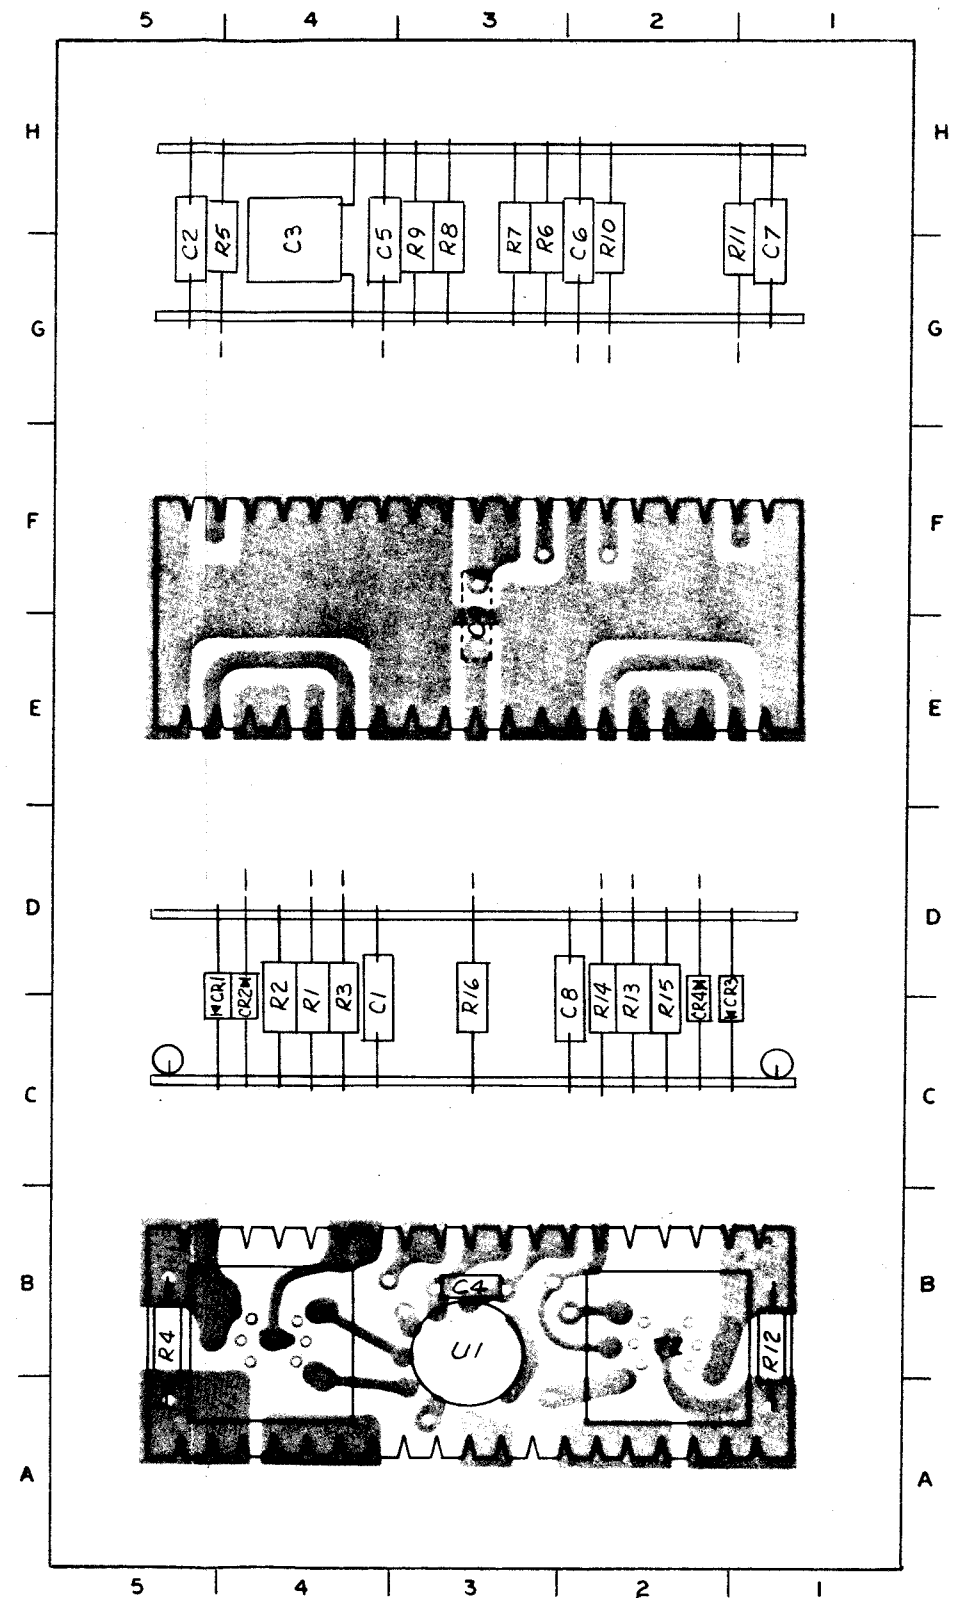 5 4 3 2 1
H H
C2 R5 C3 C5 R9 R8 R7 R6 C6 R10 R11 C7
G G
F F
E E
D D
CR1 CR2 R2 R1 R3 C1 R16 C8 R14 R13 R15 CR4 CR3
C C
B B
C4
R4 U1 R12
A A
5 4 3 2 1